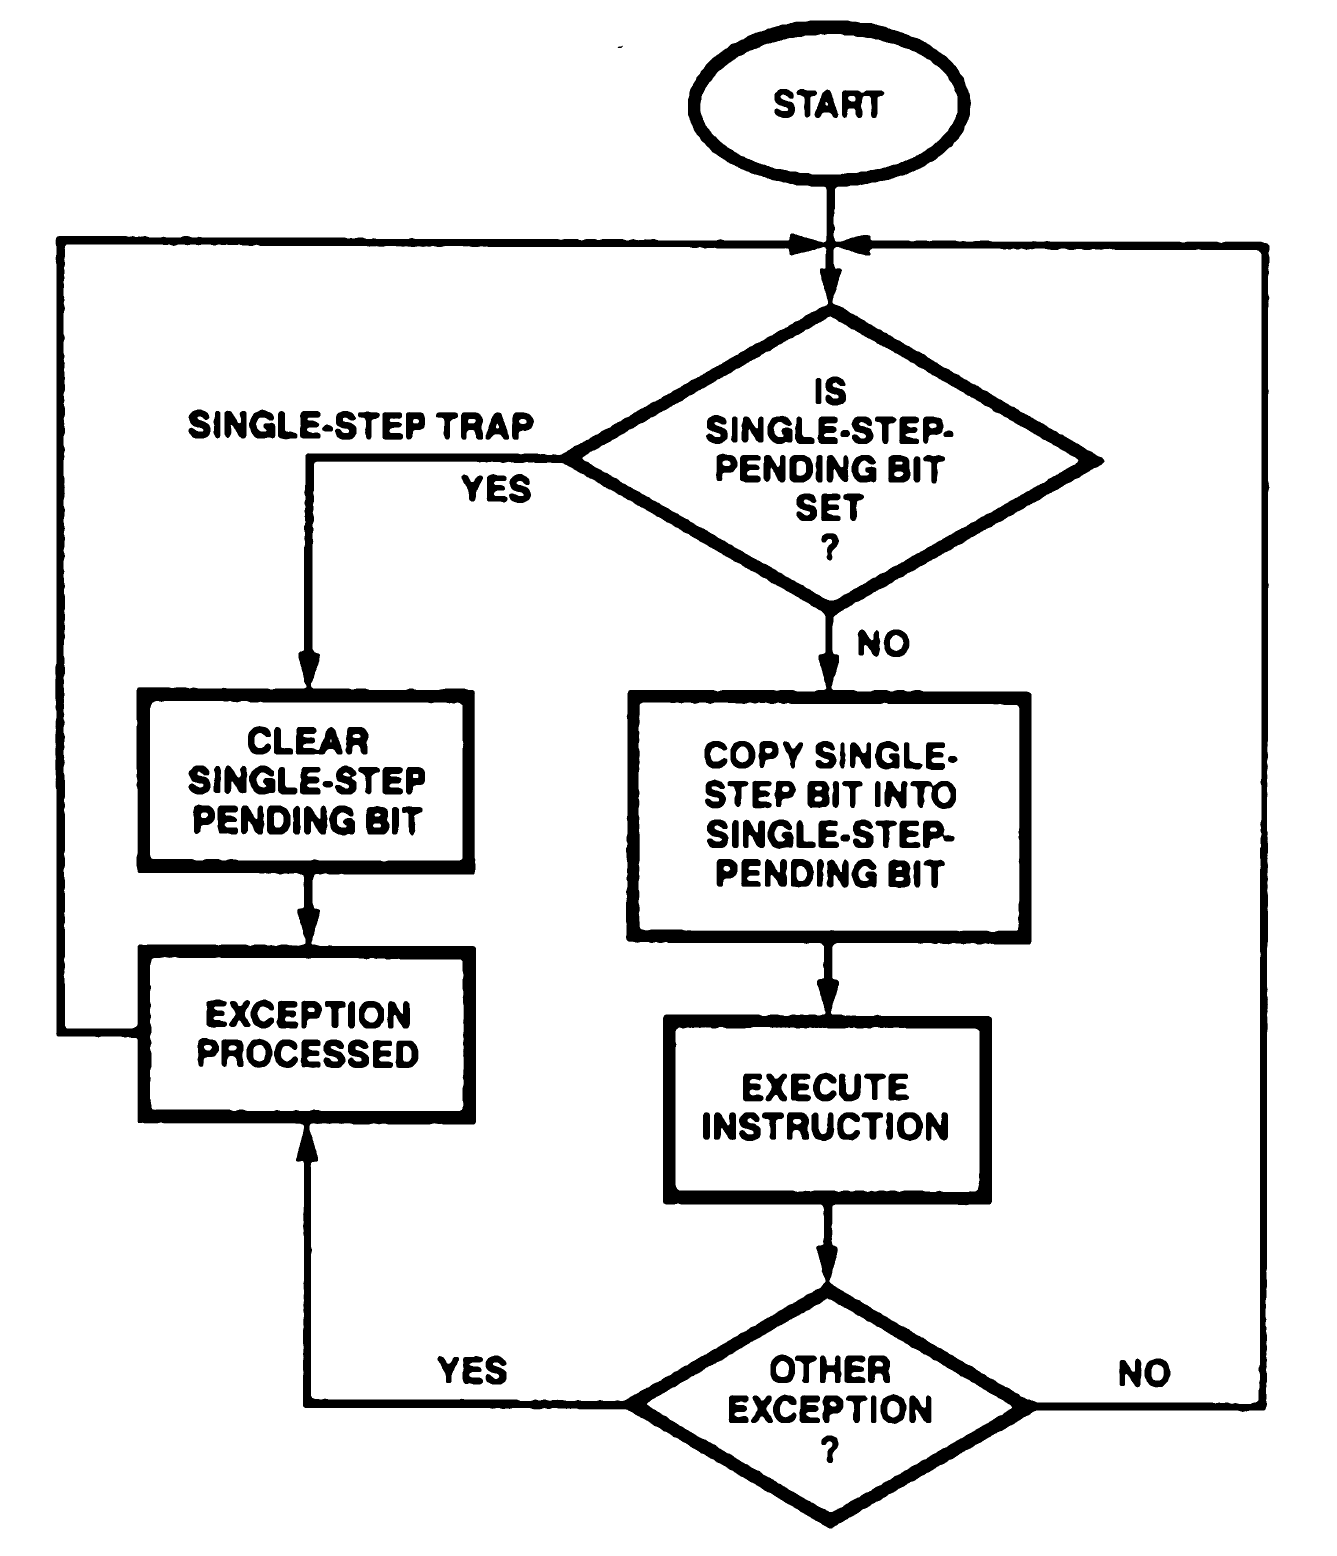 START
IS
SINGLE-STEP-
PENDING BIT
SET
?
SINGLE-STEP TRAP
YES
NO
CLEAR
SINGLE-STEP
PENDING BIT
COPY SINGLE-
STEP BIT INTO
SINGLE-STEP-
PENDING BIT
EXCEPTION
PROCESSED
EXECUTE
INSTRUCTION
OTHER
EXCEPTION
?
YES
NO